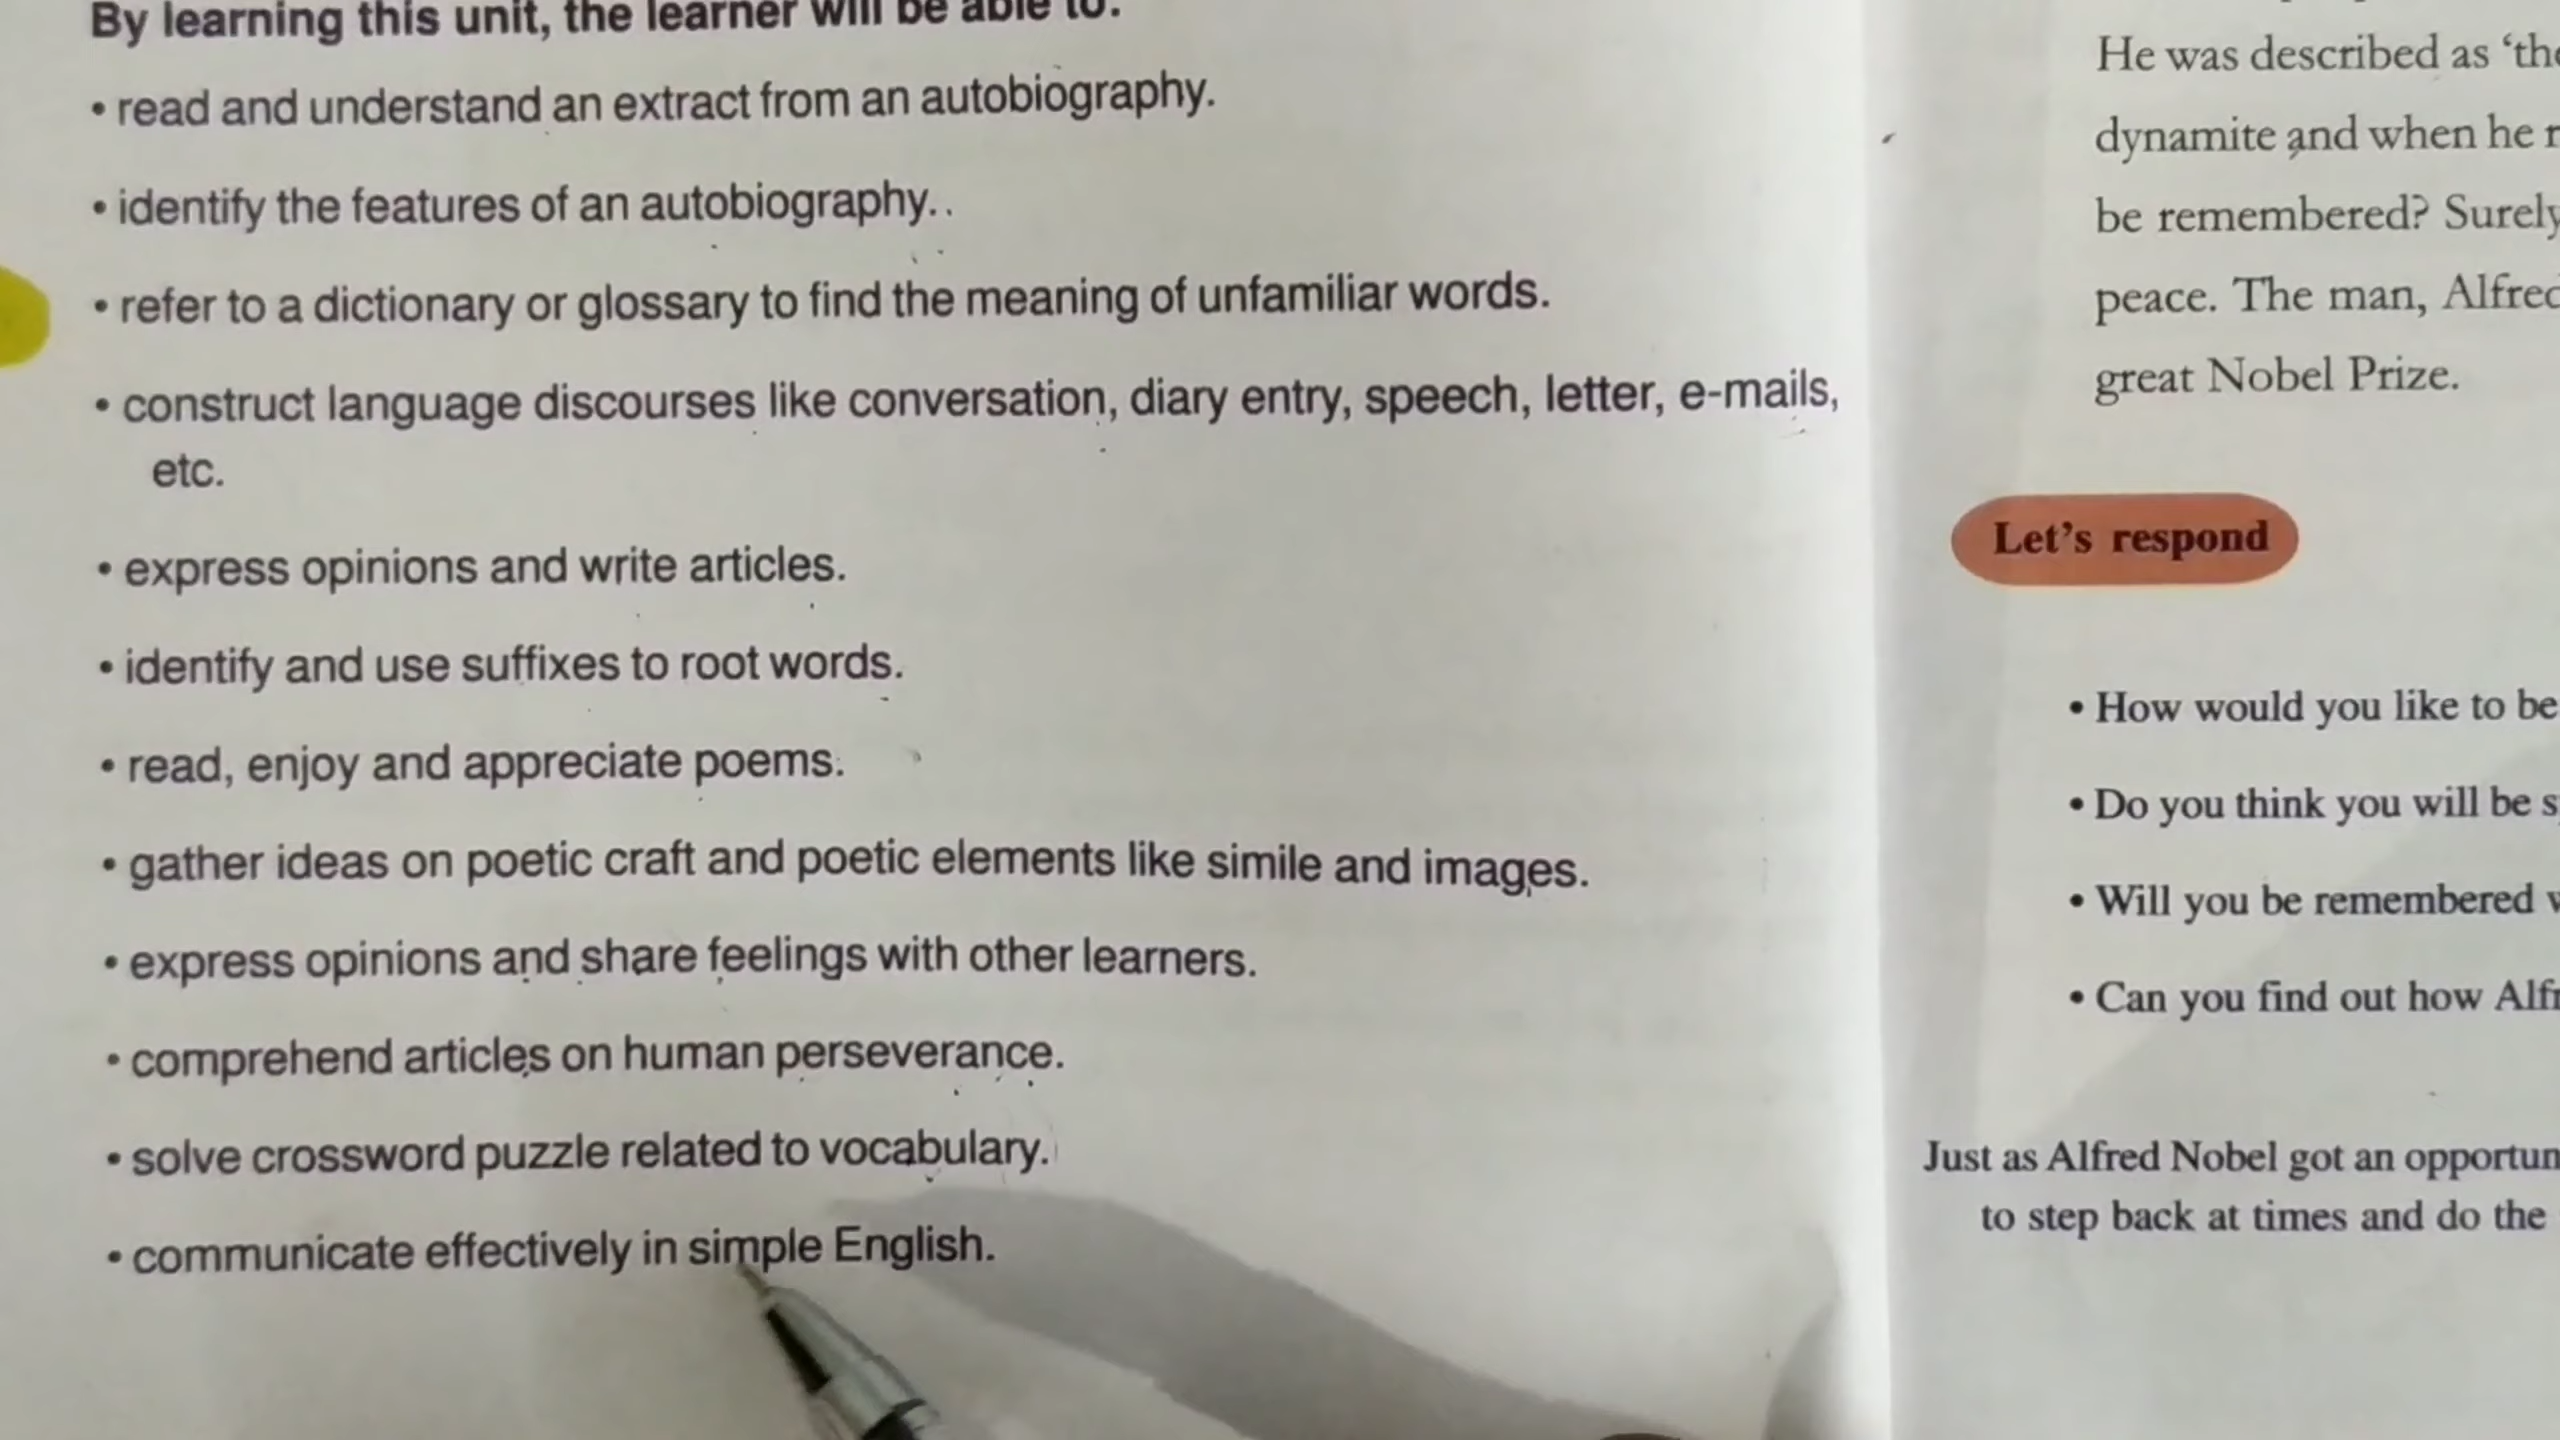 By learning this unit, the learner will be able to:
• read and understand an extract from an autobiography.
• identify the features of an autobiography..
• refer to a dictionary or glossary to find the meaning of unfamiliar words.
• construct language discourses like conversation, diary entry, speech, letter, e-mails,
etc.
• express opinions and write articles.
• identify and use suffixes to root words.
• read, enjoy and appreciate poems.
• gather ideas on poetic craft and poetic elements like simile and images.
• express opinions and share feelings with other learners.
• comprehend articles on human perseverance.
• solve crossword puzzle related to vocabulary.
• communicate effectively in simple English.
He was described as ‘the
dynamite and when he
be remembered? Surely
peace. The man, Alfred
great Nobel Prize.
Let’s respond
• How would you like to be
• Do you think you will be
• Will you be remembered
• Can you find out how
Just as Alfred Nobel got an
to step back at times and do the